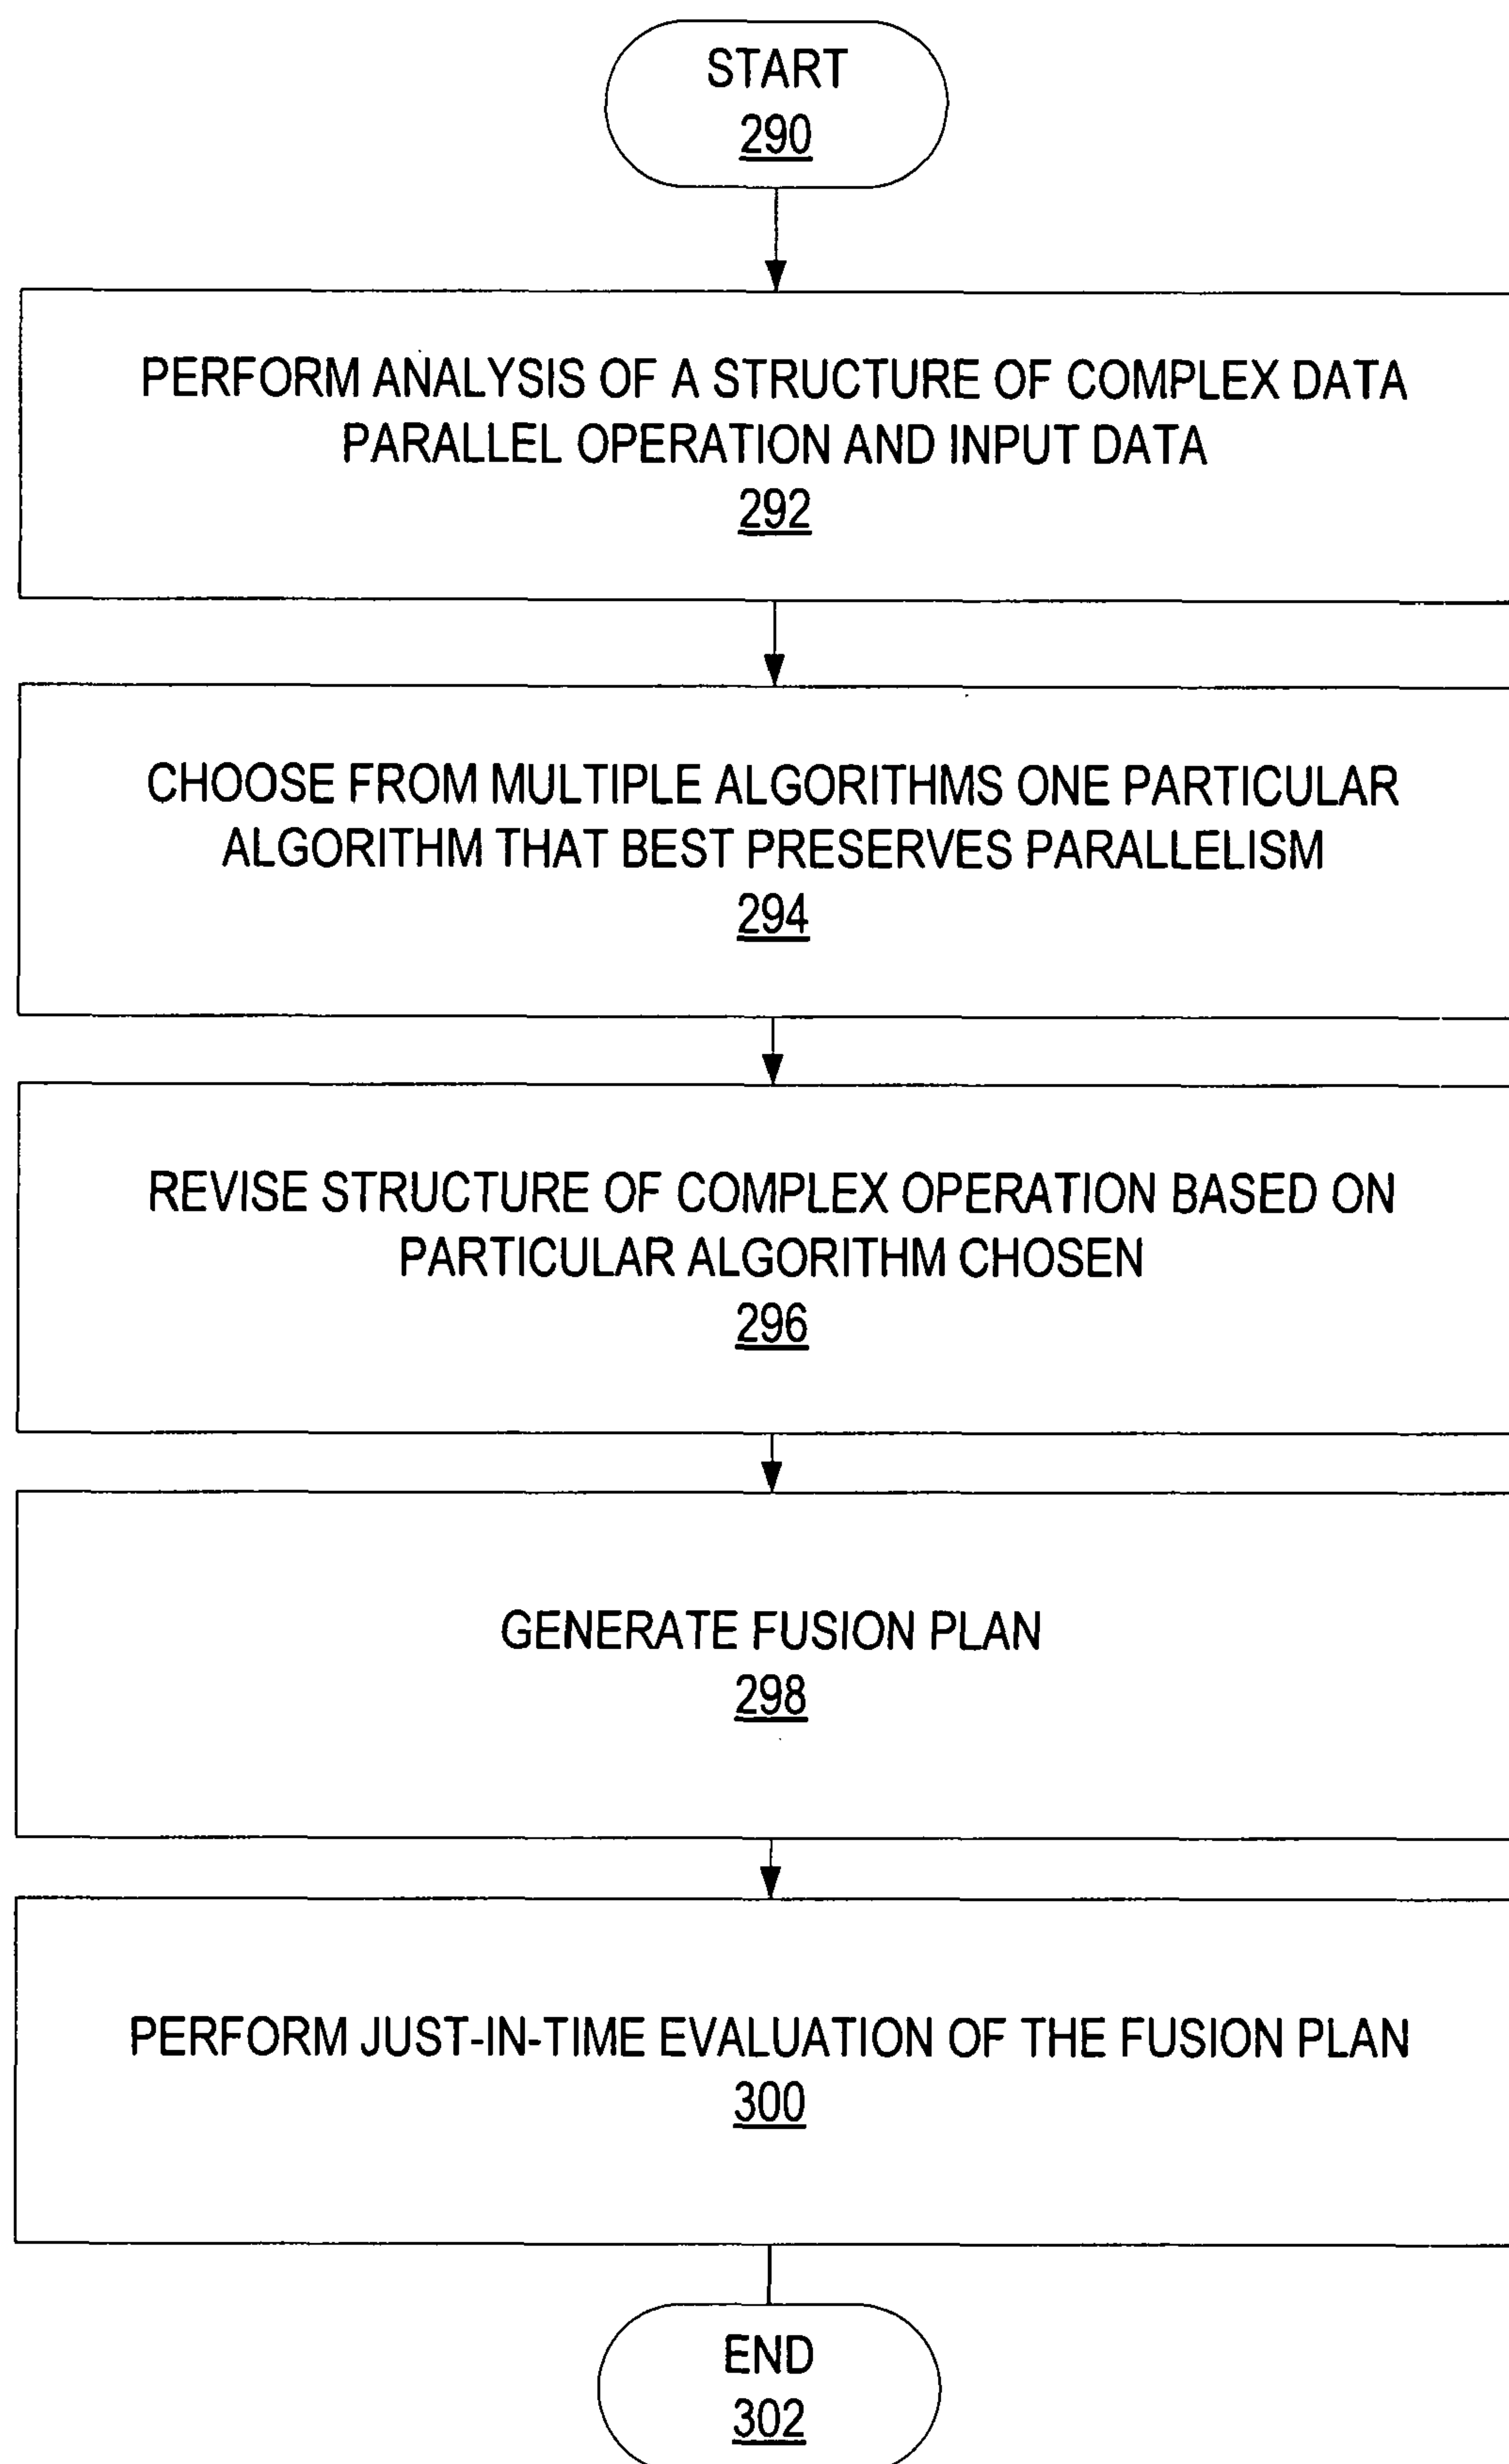 START
290
PERFORM ANALYSIS OF A STRUCTURE OF COMPLEX DATA
PARALLEL OPERATION AND INPUT DATA
292
CHOOSE FROM MULTIPLE ALGORITHMS ONE PARTICULAR
ALGORITHM THAT BEST PRESERVES PARALLELISM
294
REVISE STRUCTURE OF COMPLEX OPERATION BASED ON
PARTICULAR ALGORITHM CHOSEN
296
GENERATE FUSION PLAN
298
PERFORM JUST-IN-TIME EVALUATION OF THE FUSION PLAN
300
END
302